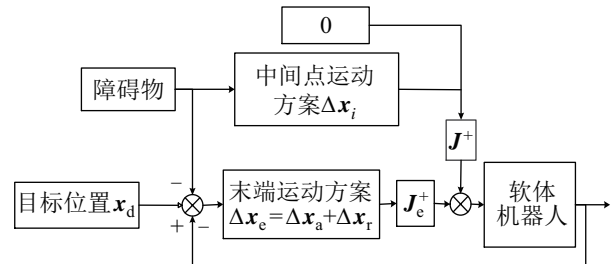 0
障碍物
中间点运动
方案Δxᵢ
J⁺
−
目标位置x_d
+
−
末端运动方案
Δx_e=Δx_a+Δx_r
J_e⁺
软体
机器人